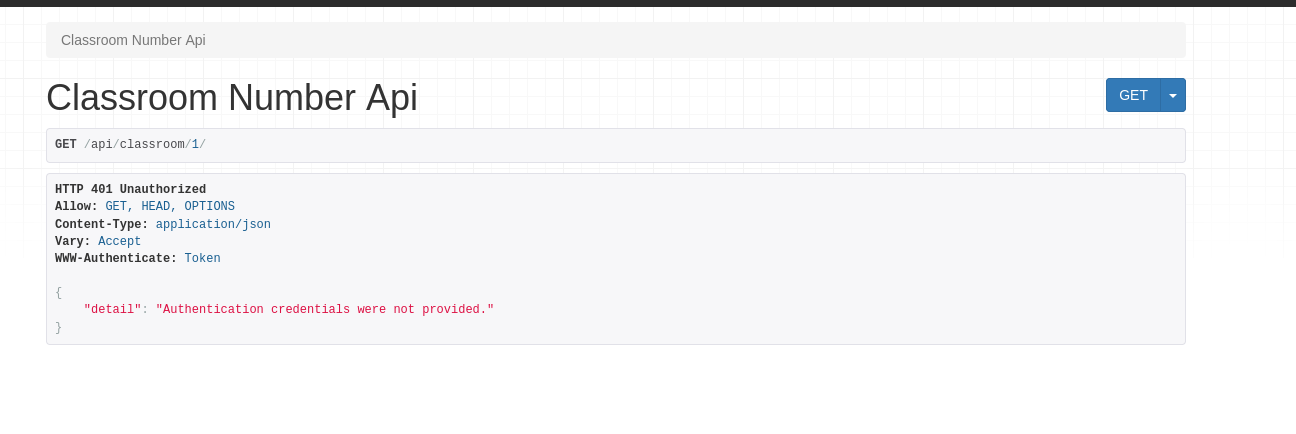 Classroom Number Api
Classroom Number Api
GET
GET /api/classroom/1/
HTTP 401 Unauthorized
Allow: GET, HEAD, OPTIONS
Content-Type: application/json
Vary: Accept
WWW-Authenticate: Token
{
    "detail": "Authentication credentials were not provided."
}